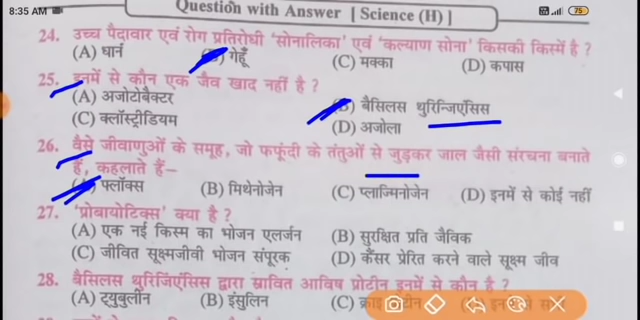 8:35 AM
75
Question with Answer [ Science (H) ]
24. उच्च पैदावार एवं रोग प्रतिरोधी 'सोनालिका' एवं 'कल्याण सोना' किसकी किस्में है ?
(A) धान (B) गेहूँ (C) मक्का (D) कपास
25. इनमें से कौन एक जैव खाद नहीं है ?
(A) अजोटोबैक्टर (B) बैसिलस थुरिन्जिएंसिस
(C) क्लॉस्ट्रीडियम (D) अजोला
26. वैसे जीवाणुओं के समूह, जो फफूंदी के तंतुओं से जुड़कर जाल जैसी संरचना बनाते
हैं, कहलाते हैं–
(A) फ्लॉक्स (B) मिथेनोजेन (C) प्लाज्मिनोजेन (D) इनमें से कोई नहीं
27. 'प्रोबायोटिक्स' क्या है ?
(A) एक नई किस्म का भोजन एलर्जन (B) सुरक्षित प्रति जैविक
(C) जीवित सूक्ष्मजीवी भोजन संपूरक (D) कैंसर प्रेरित करने वाले सूक्ष्म जीव
28. बैसिलस थुरिजिएंसिस द्वारा स्रावित आविष प्रोटीन इनमें से कौन है ?
(A) ट्युबुलीन (B) इंसुलिन (C)